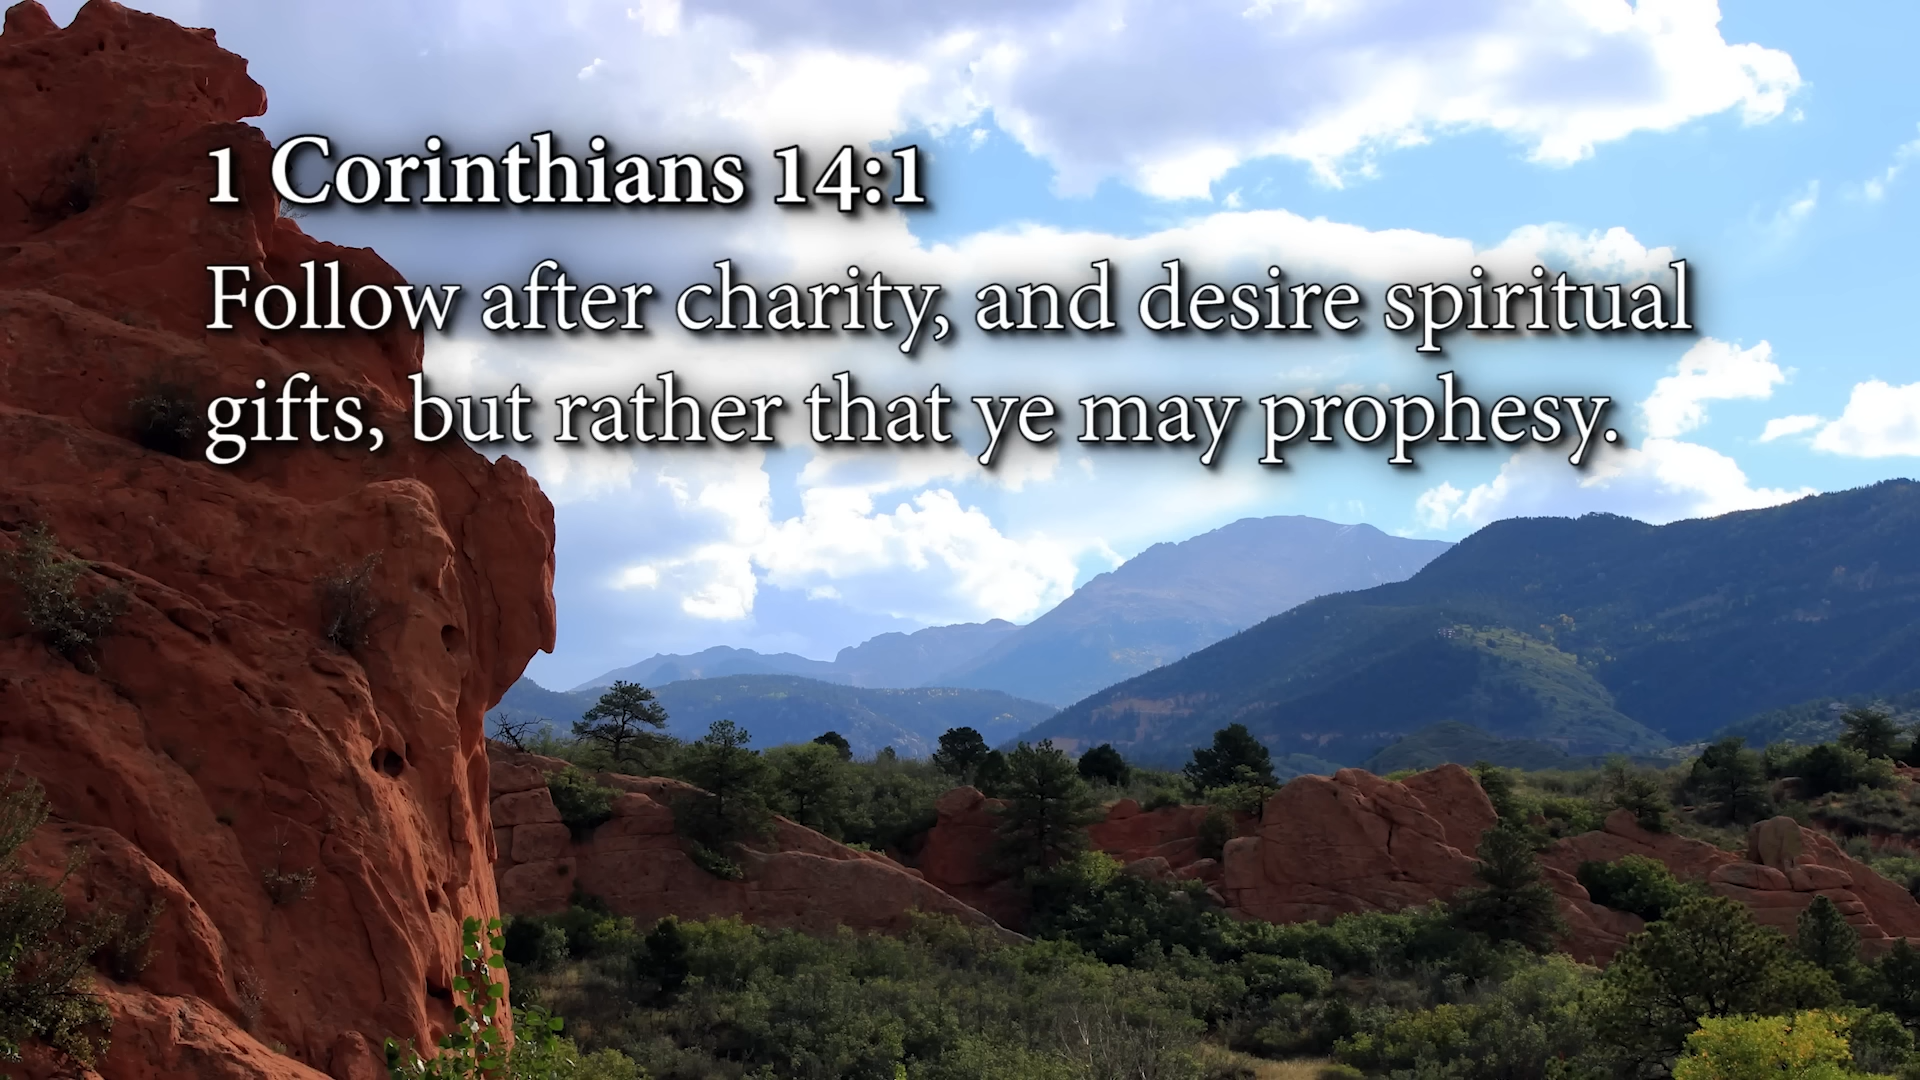 1 Corinthians 14:1
Follow after charity, and desire spiritual
gifts, but rather that ye may prophesy.